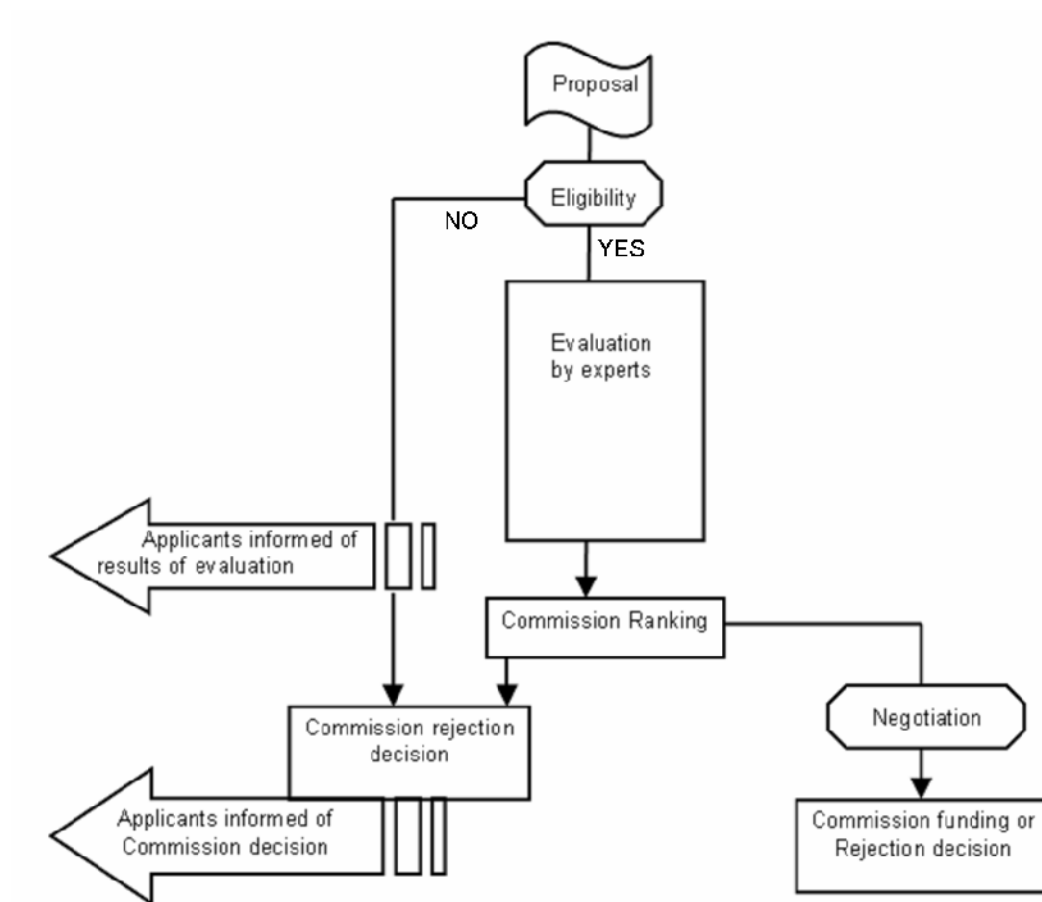 Proposal
Eligibility
NO
YES
Evaluation
by experts
Applicants informed of
results of evaluation
Commission Ranking
Commission rejection
decision
Negotiation
Applicants informed of
Commission decision
Commission funding or
Rejection decision